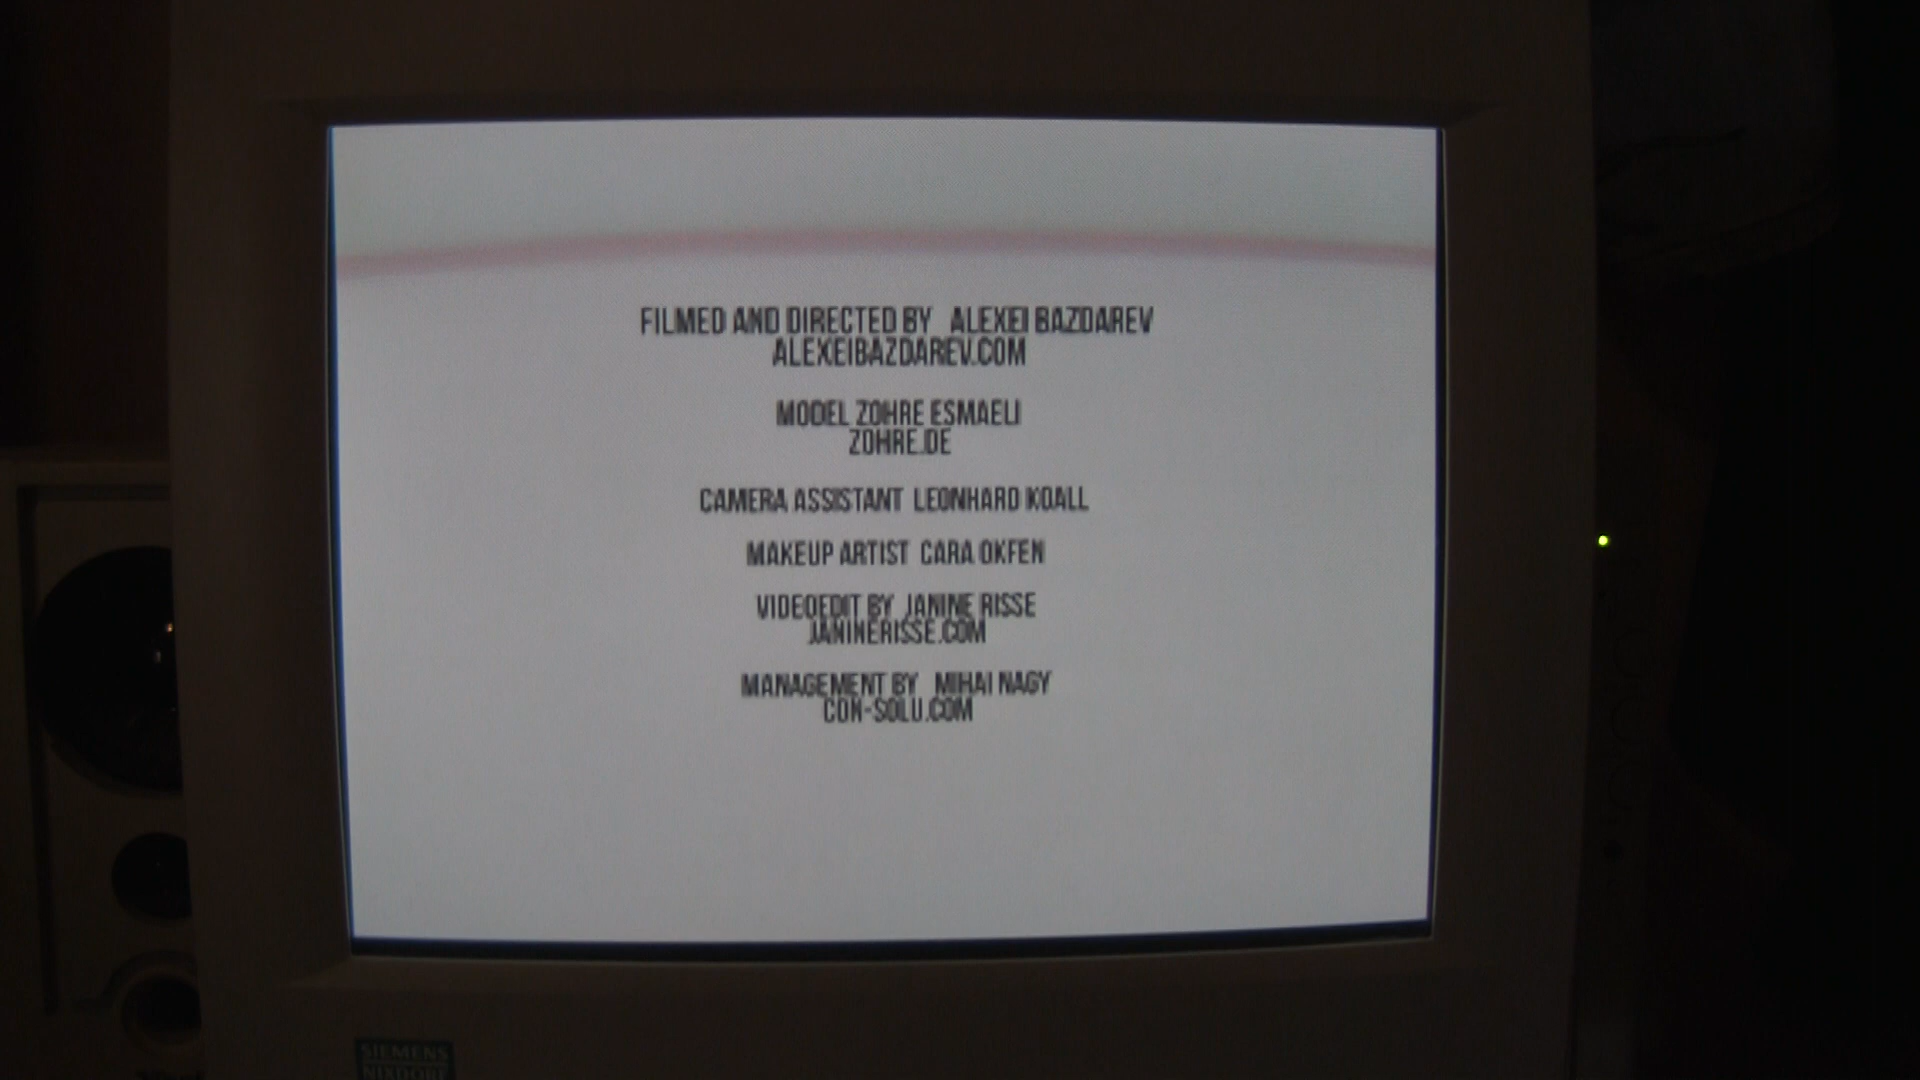 FILMED AND DIRECTED BY ALEXEI BAZDAREV
ALEXEIBAZDAREV.COM
MODEL ZOHRE ESMAELI
ZOHRE.DE
CAMERA ASSISTANT LEONHARD KOALL
MAKEUP ARTIST CARA OKFEN
VIDEOEDIT BY JANINE RISSE
JANINERISSE.COM
MANAGEMENT BY MIHAI NAGY
CON-SOLU.COM
SIEMENS
NIXDORF